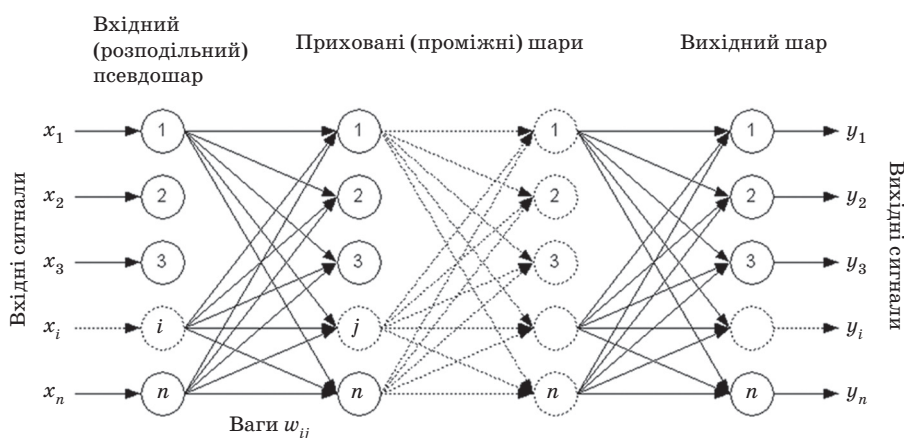 Вхідний
(розподільний)
псевдошар
Приховані (проміжні) шари
Вихідний шар
Вхідні сигнали
x1 1 1 1 1 y1
x2 2 2 2 2 y2
x3 3 3 3 3 y3
xi i j yi
xn n n n n yn
Вихідні сигнали
Ваги wij